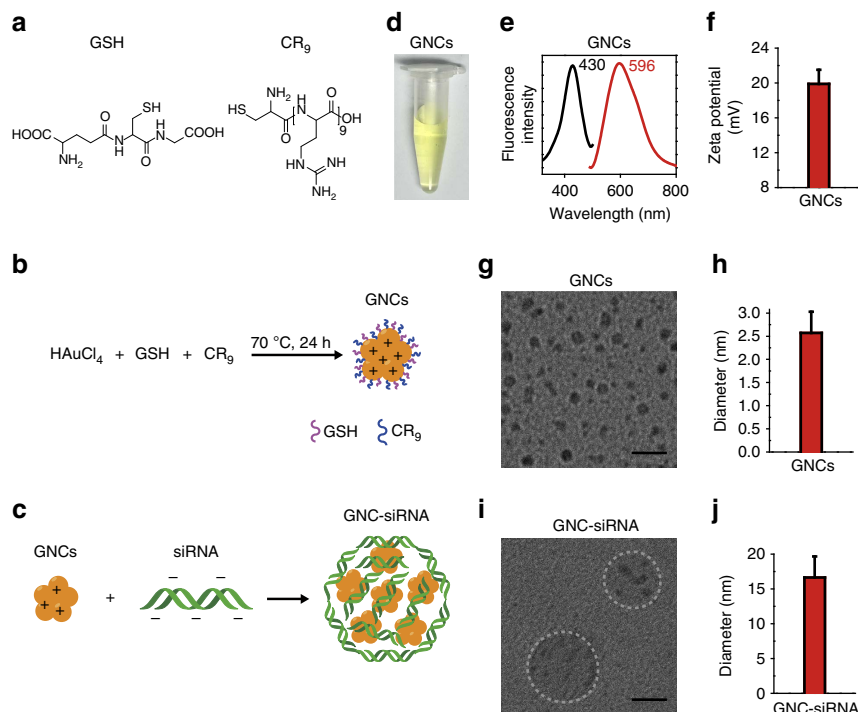 a
GSH
SH
HOOC
NH2
O
H
N
O
N
H
COOH
CR9
HS
NH2
H
N
O
O
OH
9
HN
NH
NH2
d
GNCs
e
GNCs
430
596
Fluorescence
intensity
400 600 800
Wavelength (nm)
f
Zeta potential
(mV)
24
20
16
12
8
GNCs
b
HAuCl4 + GSH + CR9
70 °C, 24 h
GNCs
+ + + + + +
GSH
CR9
g
GNCs
h
Diameter (nm)
3.0
2.5
2.0
1.5
1.0
0.5
0.0
GNCs
c
GNCs
+ + +
+
siRNA
− −
− − −
GNC-siRNA
i
GNC-siRNA
j
Diameter (nm)
20
15
10
5
0
GNC-siRNA